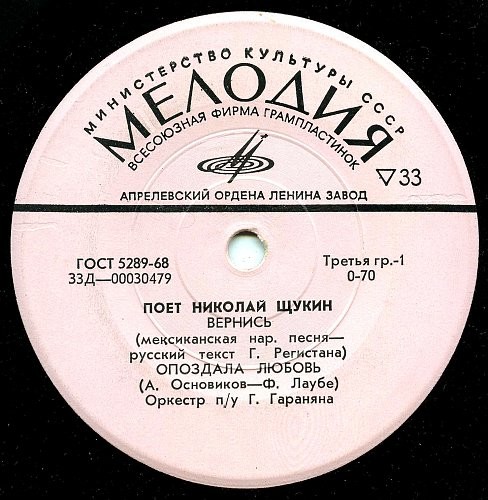 МИНИСТЕРСТВО КУЛЬТУРЫ СССР
МЕЛОДИЯ
ВСЕСОЮЗНАЯ ФИРМА ГРАМПЛАСТИНОК
▽33
АПРЕЛЕВСКИЙ ОРДЕНА ЛЕНИНА ЗАВОД
ГОСТ 5289-68
33Д—00030479
Третья гр.-1
0-70
ПОЕТ НИКОЛАЙ ЩУКИН
ВЕРНИСЬ
(мексиканская нар. песня—
русский текст Г. Регистана)
ОПОЗДАЛА ЛЮБОВЬ
(А. Основиков—Ф. Лаубе)
Оркестр п/у Г. Гараняна